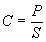 C = P/S